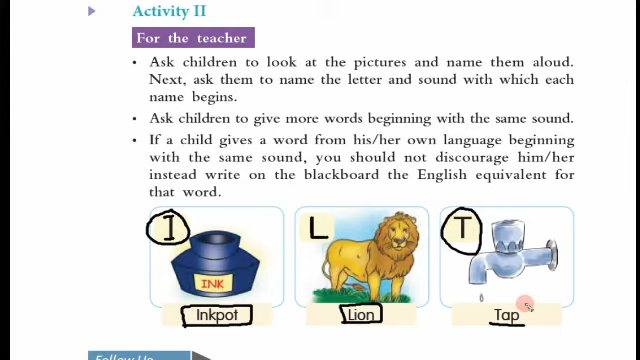 Activity II
For the teacher
• Ask children to look at the pictures and name them aloud.
Next, ask them to name the letter and sound with which each
name begins.
• Ask children to give more words beginning with the same sound.
• If a child gives a word from his/her own language beginning
with the same sound, you should not discourage him/her
instead write on the blackboard the English equivalent for
that word.
I L T
INK
Inkpot Lion Tap
Follow Up